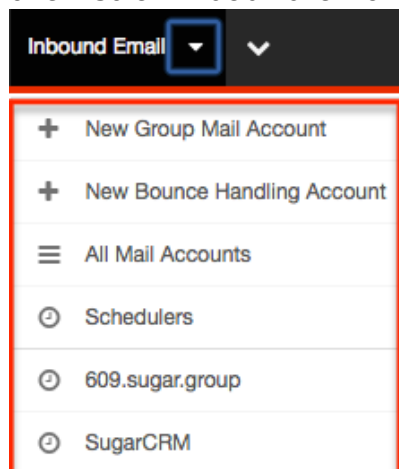 Inbound Email
New Group Mail Account
New Bounce Handling Account
All Mail Accounts
Schedulers
609.sugar.group
SugarCRM